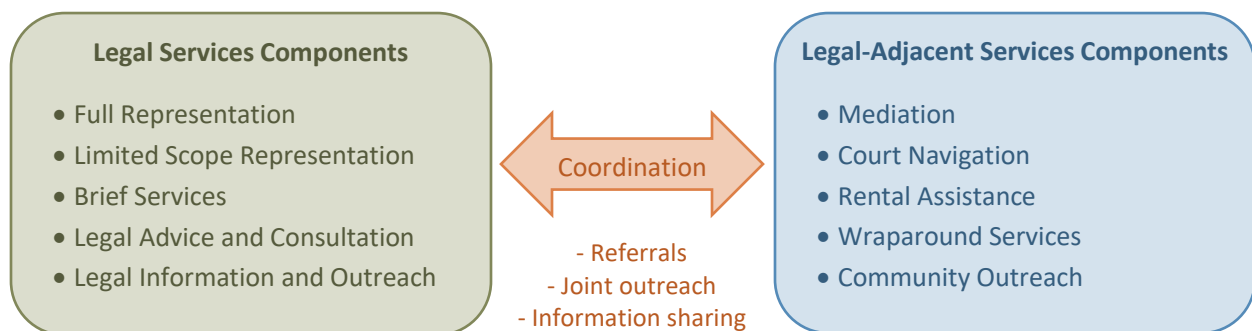 Legal Services Components
• Full Representation
• Limited Scope Representation
• Brief Services
• Legal Advice and Consultation
• Legal Information and Outreach
Coordination
- Referrals
- Joint outreach
- Information sharing
Legal-Adjacent Services Components
• Mediation
• Court Navigation
• Rental Assistance
• Wraparound Services
• Community Outreach